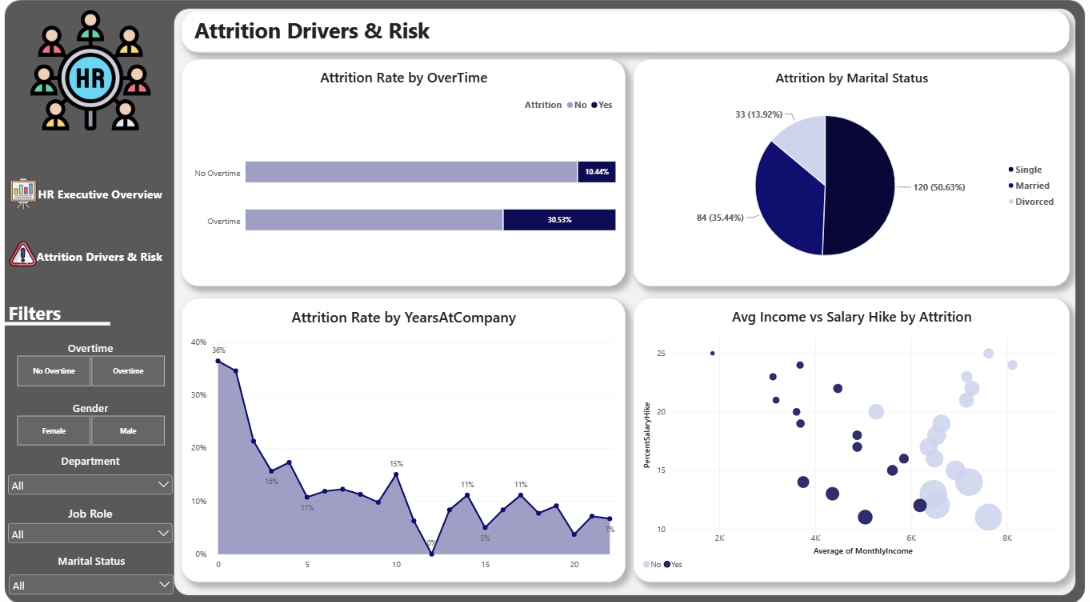 HR
HR Executive Overview
Attrition Drivers & Risk
Filters
Overtime
No Overtime
Overtime
Gender
Female
Male
Department
All
Job Role
All
Marital Status
All
Attrition Drivers & Risk
Attrition Rate by OverTime
Attrition No Yes
No Overtime
10.44%
Overtime
30.53%
Attrition by Marital Status
33 (13.92%)
120 (50.63%)
84 (35.44%)
Single
Married
Divorced
Attrition Rate by YearsAtCompany
40%
30%
20%
10%
0%
36%
16%
11%
15%
0%
11%
5%
11%
7%
0 5 10 15 20
Avg Income vs Salary Hike by Attrition
PercentSalaryHike
25
20
15
10
2K 4K 6K 8K
Average of MonthlyIncome
No Yes